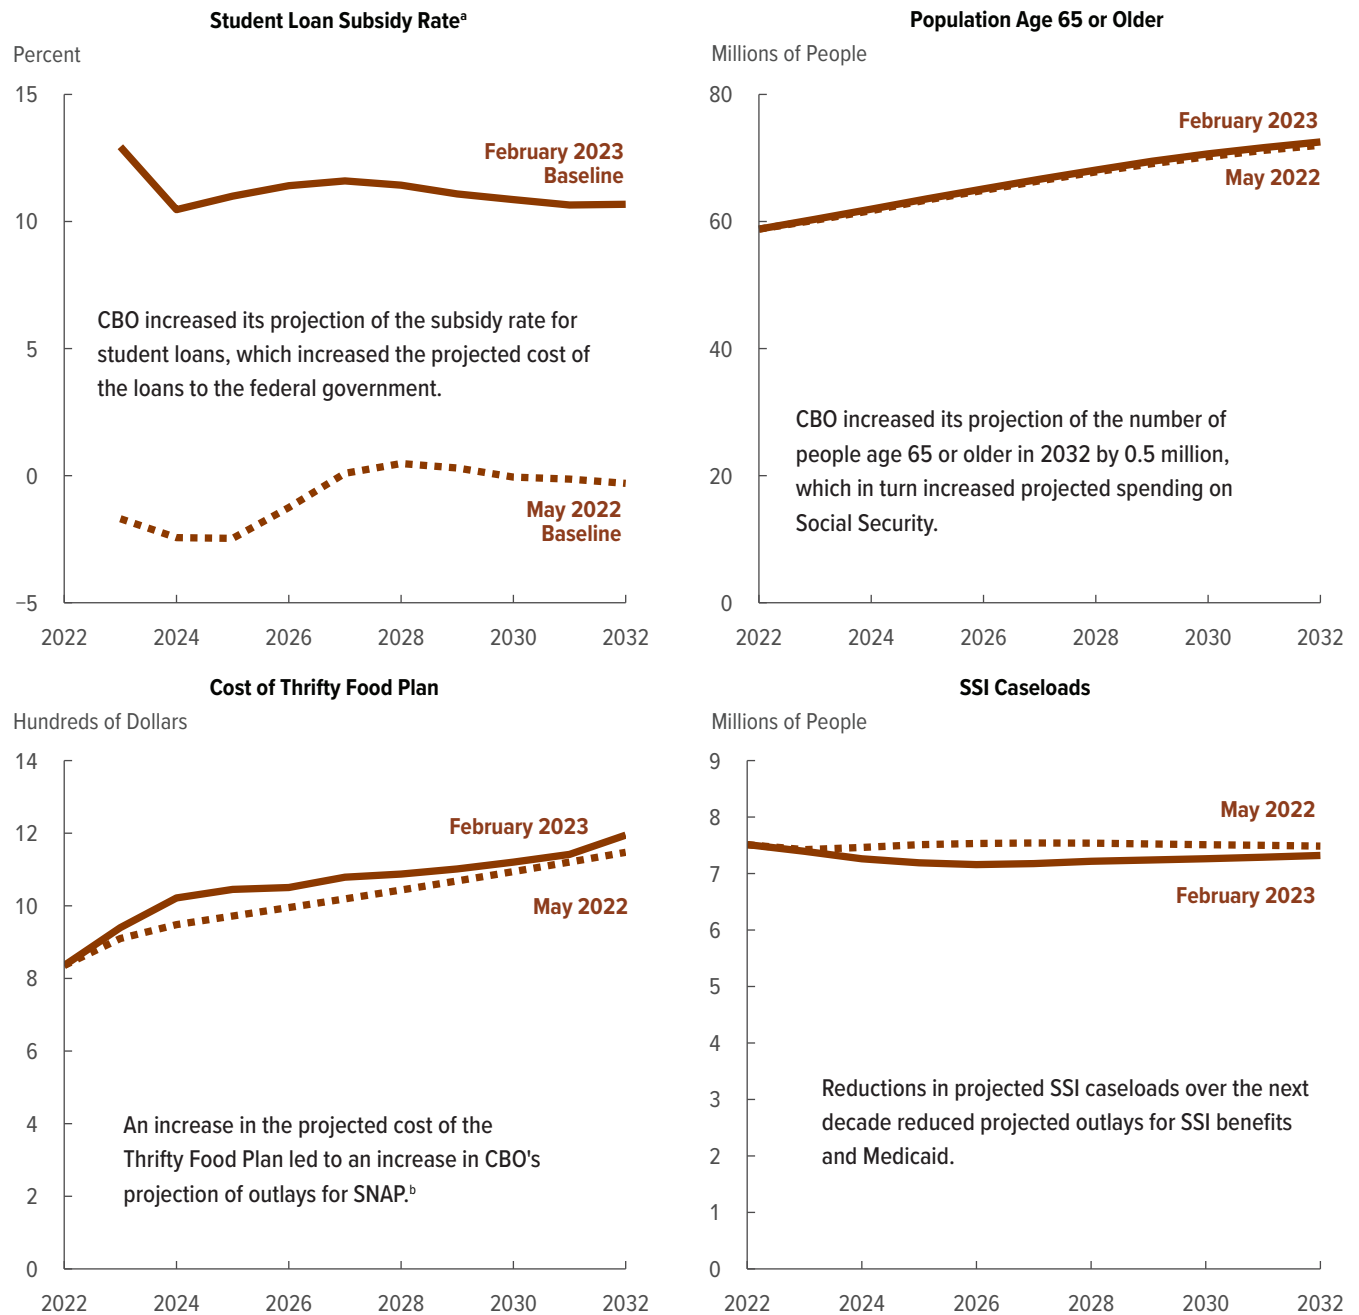 Student Loan Subsidy Rateᵃ
Percent
15
10
5
0
−5
February 2023
Baseline
CBO increased its projection of the subsidy rate for
student loans, which increased the projected cost of
the loans to the federal government.
May 2022
Baseline
2022 2024 2026 2028 2030 2032
Population Age 65 or Older
Millions of People
80
60
40
20
0
February 2023
May 2022
CBO increased its projection of the number of
people age 65 or older in 2032 by 0.5 million,
which in turn increased projected spending on
Social Security.
2022 2024 2026 2028 2030 2032
Cost of Thrifty Food Plan
Hundreds of Dollars
14
12
10
8
6
4
2
0
February 2023
May 2022
An increase in the projected cost of the
Thrifty Food Plan led to an increase in CBO's
projection of outlays for SNAP.ᵇ
2022 2024 2026 2028 2030 2032
SSI Caseloads
Millions of People
9
8
7
6
5
4
3
2
1
0
May 2022
February 2023
Reductions in projected SSI caseloads over the next
decade reduced projected outlays for SSI benefits
and Medicaid.
2022 2024 2026 2028 2030 2032